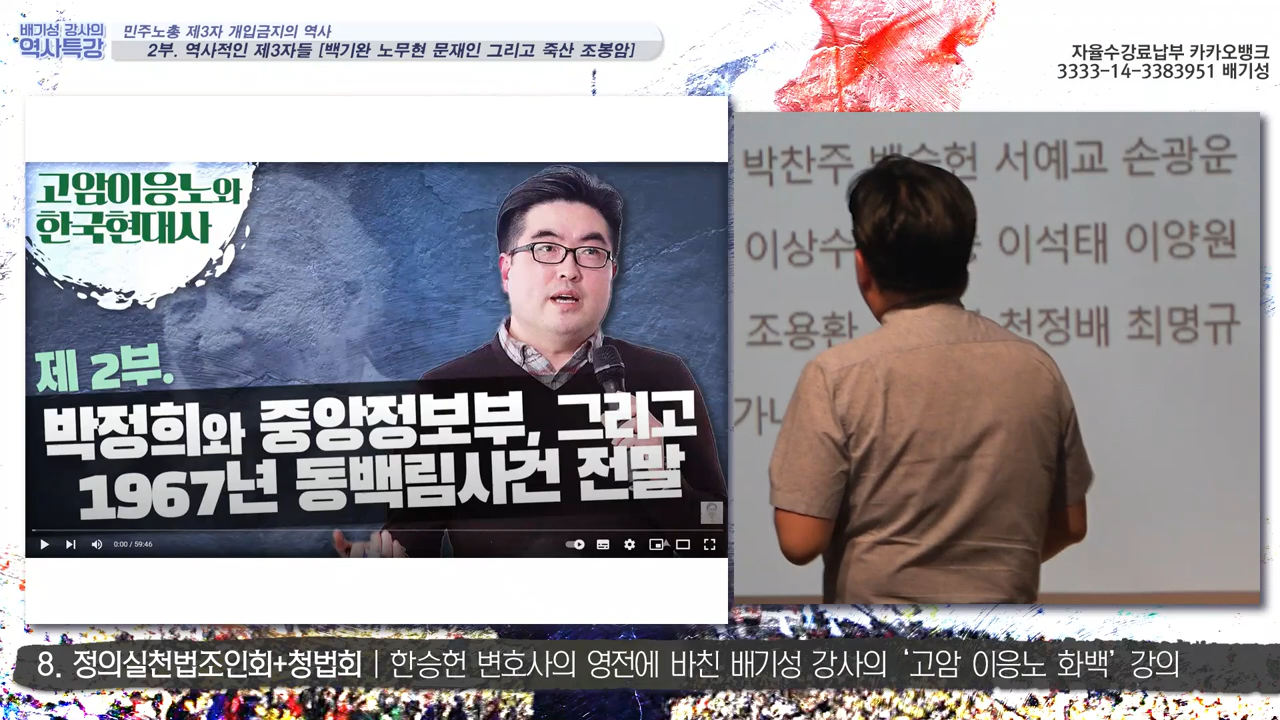 배기성 강사의
역사특강
민주노총 제3자 개입금지의 역사
2부. 역사적인 제3자들 [백기완 노무현 문재인 그리고 죽산 조봉암]
자율수강료납부 카카오뱅크
3333-14-3383951 배기성
고암이응노와
한국현대사
제 2부.
박정희와 중앙정보부, 그리고
1967년 동백림사건 전말
0:00 / 59:46
박찬주 백승헌 서예교 손광운
이상수 이석태 이양원
조용환 천정배 최명규
가나
8. 정의실천법조인회+청법회 | 한승헌 변호사의 영전에 바친 배기성 강사의 ‘고암 이응노 화백’ 강의